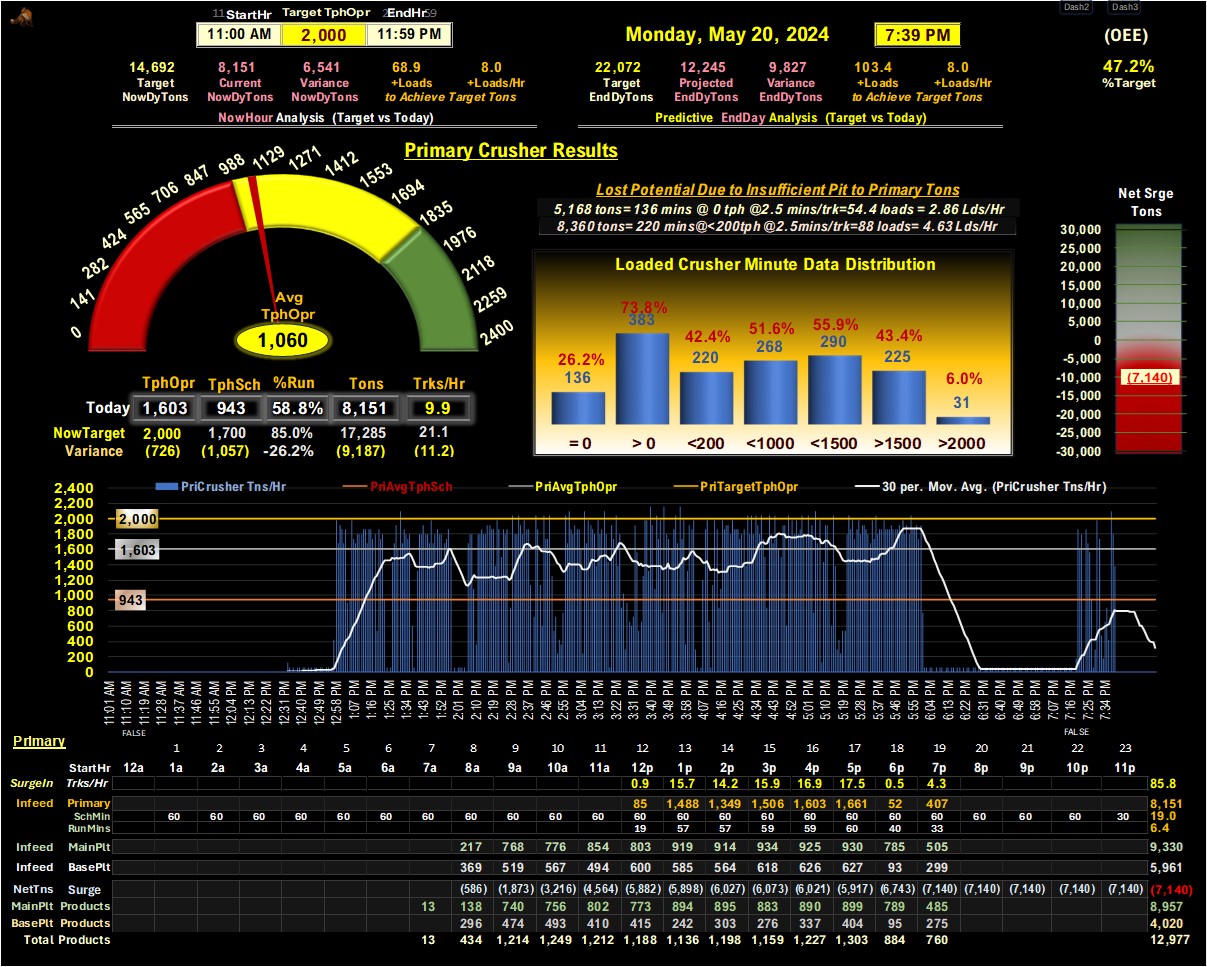 Dash2 Dash3
11 StartHr Target TphOpr EndHr 59
11:00 AM 2,000 11:59 PM
Monday, May 20, 2024 7:39 PM (OEE)
14,692 8,151 6,541 68.9 8.0
Target Current Variance +Loads +Loads/Hr
NowDyTons NowDyTons NowDyTons to Achieve Target Tons
NowHour Analysis (Target vs Today)
22,072 12,245 9,827 103.4 8.0
Target Projected Variance +Loads +Loads/Hr
EndDyTons EndDyTons EndDyTons to Achieve Target Tons
Predictive EndDay Analysis (Target vs Today)
47.2%
%Target
Primary Crusher Results
0 141 282 424 565 706 847 988 1129 1271 1412 1553 1694 1835 1976 2118 2259 2400
Avg
TphOpr
1,060
Lost Potential Due to Insufficient Pit to Primary Tons
5,168 tons= 136 mins @ 0 tph @2.5 mins/trk=54.4 loads = 2.86 Lds/Hr
8,360 tons= 220 mins@<200tph @2.5mins/trk=88 loads= 4.63 Lds/Hr
Loaded Crusher Minute Data Distribution
26.2% 73.8% 42.4% 51.6% 55.9% 43.4% 6.0%
136 383 220 268 290 225 31
= 0 > 0 <200 <1000 <1500 >1500 >2000
Net Srge
Tons
30,000
25,000
20,000
15,000
10,000
5,000
0
-5,000
-10,000 (7,140)
-15,000
-20,000
-25,000
-30,000
TphOpr TphSch %Run Tons Trks/Hr
Today 1,603 943 58.8% 8,151 9.9
NowTarget 2,000 1,700 85.0% 17,285 21.1
Variance (726) (1,057) -26.2% (9,187) (11.2)
PriCrusher Tns/Hr PriAvgTphSch PriAvgTphOpr PriTargetTphOpr 30 per. Mov. Avg. (PriCrusher Tns/Hr)
2,400
2,200
2,000 2,000
1,800
1,600 1,603
1,400
1,200
1,000
800 943
600
400
200
0
11:01 AM 11:10 AM 11:19 AM 11:28 AM 11:37 AM 11:46 AM 11:55 AM 12:04 PM 12:13 PM 12:22 PM 12:31 PM 12:40 PM 12:49 PM 12:58 PM 1:07 PM 1:16 PM 1:25 PM 1:34 PM 1:43 PM 1:52 PM 2:01 PM 2:10 PM 2:19 PM 2:28 PM 2:37 PM 2:46 PM 2:55 PM 3:04 PM 3:13 PM 3:22 PM 3:31 PM 3:40 PM 3:49 PM 3:58 PM 4:07 PM 4:16 PM 4:25 PM 4:34 PM 4:43 PM 4:52 PM 5:01 PM 5:10 PM 5:19 PM 5:28 PM 5:37 PM 5:46 PM 5:55 PM 6:04 PM 6:13 PM 6:22 PM 6:31 PM 6:40 PM 6:49 PM 6:58 PM 7:07 PM 7:16 PM 7:25 PM 7:34 PM
FALSE FALSE
Primary
1 2 3 4 5 6 7 8 9 10 11 12 13 14 15 16 17 18 19 20 21 22 23
StartHr 12a 1a 2a 3a 4a 5a 6a 7a 8a 9a 10a 11a 12p 1p 2p 3p 4p 5p 6p 7p 8p 9p 10p 11p
SurgeIn Trks/Hr 0.9 15.7 14.2 15.9 16.9 17.5 0.5 4.3 85.8
Infeed Primary 85 1,488 1,349 1,506 1,603 1,661 52 407 8,151
SchMin 60 60 60 60 60 60 60 60 60 60 60 60 60 60 60 60 60 60 60 60 60 60 30 19.0
RunMins 19 57 57 59 59 60 40 33 6.4
Infeed MainPlt 217 768 776 854 803 919 914 934 925 930 785 505 9,330
Infeed BasePlt 369 519 567 494 600 585 564 618 626 627 93 299 5,961
NetTns Surge (586) (1,873) (3,216) (4,564) (5,882) (5,898) (6,027) (6,073) (6,021) (5,917) (6,743) (7,140) (7,140) (7,140) (7,140) (7,140) (7,140)
MainPlt Products 13 138 740 756 802 773 894 895 883 890 899 789 485 8,957
BasePlt Products 296 474 493 410 415 242 303 276 337 404 95 275 4,020
Total Products 13 434 1,214 1,249 1,212 1,188 1,136 1,198 1,159 1,227 1,303 884 760 12,977